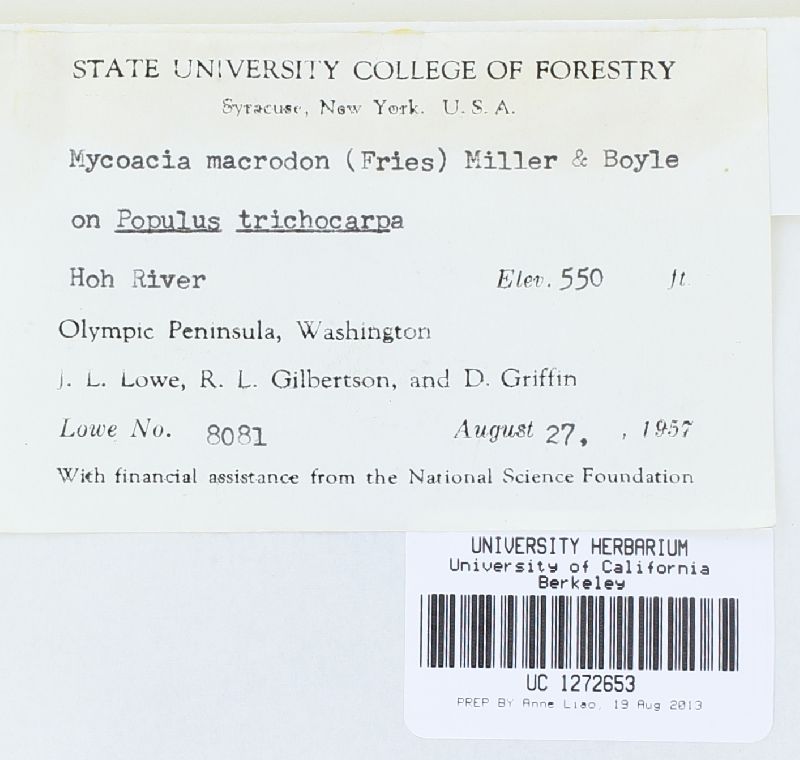 STATE UNIVERSITY COLLEGE OF FORESTRY
Syracuse, New York. U. S. A.
Mycoacia macrodon (Fries) Miller & Boyle
on Populus trichocarpa
Hoh River Elev. 550 ft.
Olympic Peninsula, Washington
J. L. Lowe, R. L. Gilbertson, and D. Griffin
Lowe No. 8081 August 27, , 1957
With financial assistance from the National Science Foundation
UNIVERSITY HERBARIUM
University of California
Berkeley
UC 1272653
PREP BY Anne Liao, 19 Aug 2013